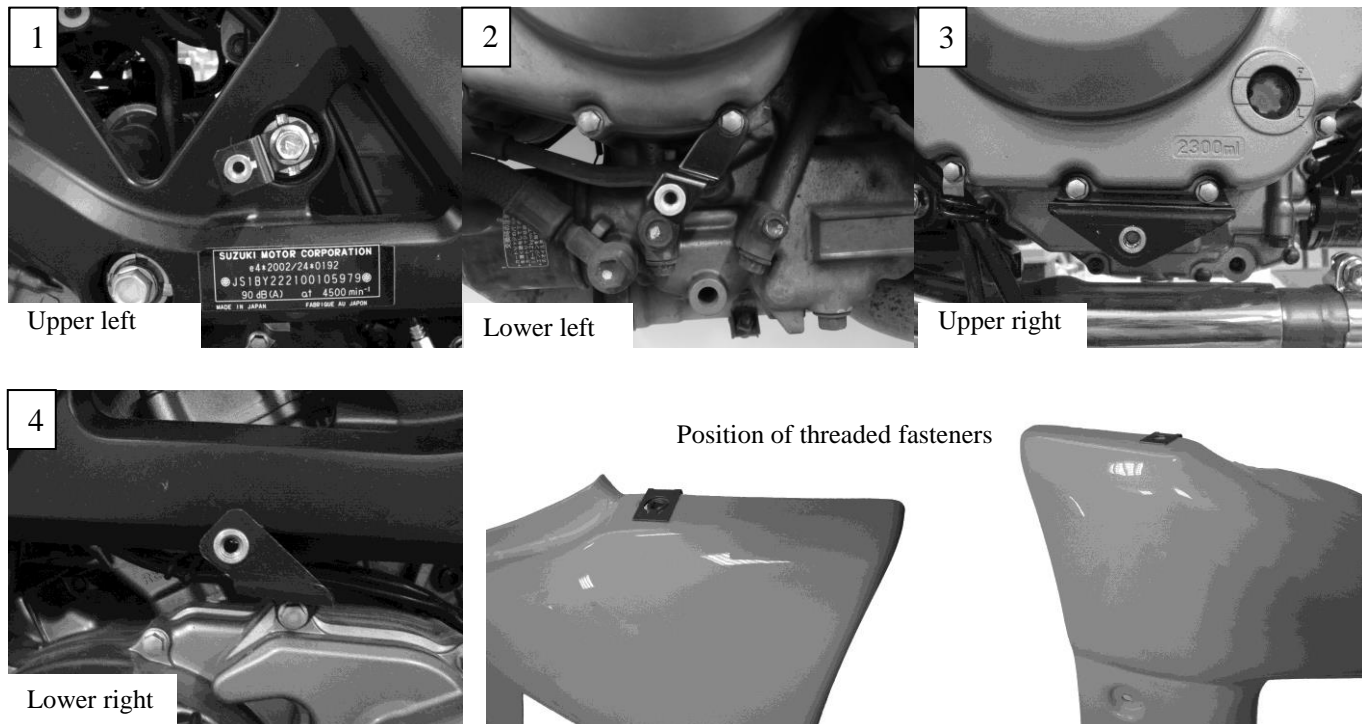 1
SUZUKI MOTOR CORPORATION
e4*2002/24*0192
JS1BY222100105979
90 dB(A) at 4500 min⁻¹
MADE IN JAPAN FABRIQUE AU JAPON
Upper left
2
Lower left
3
2300ml
Upper right
4
Lower right
Position of threaded fasteners